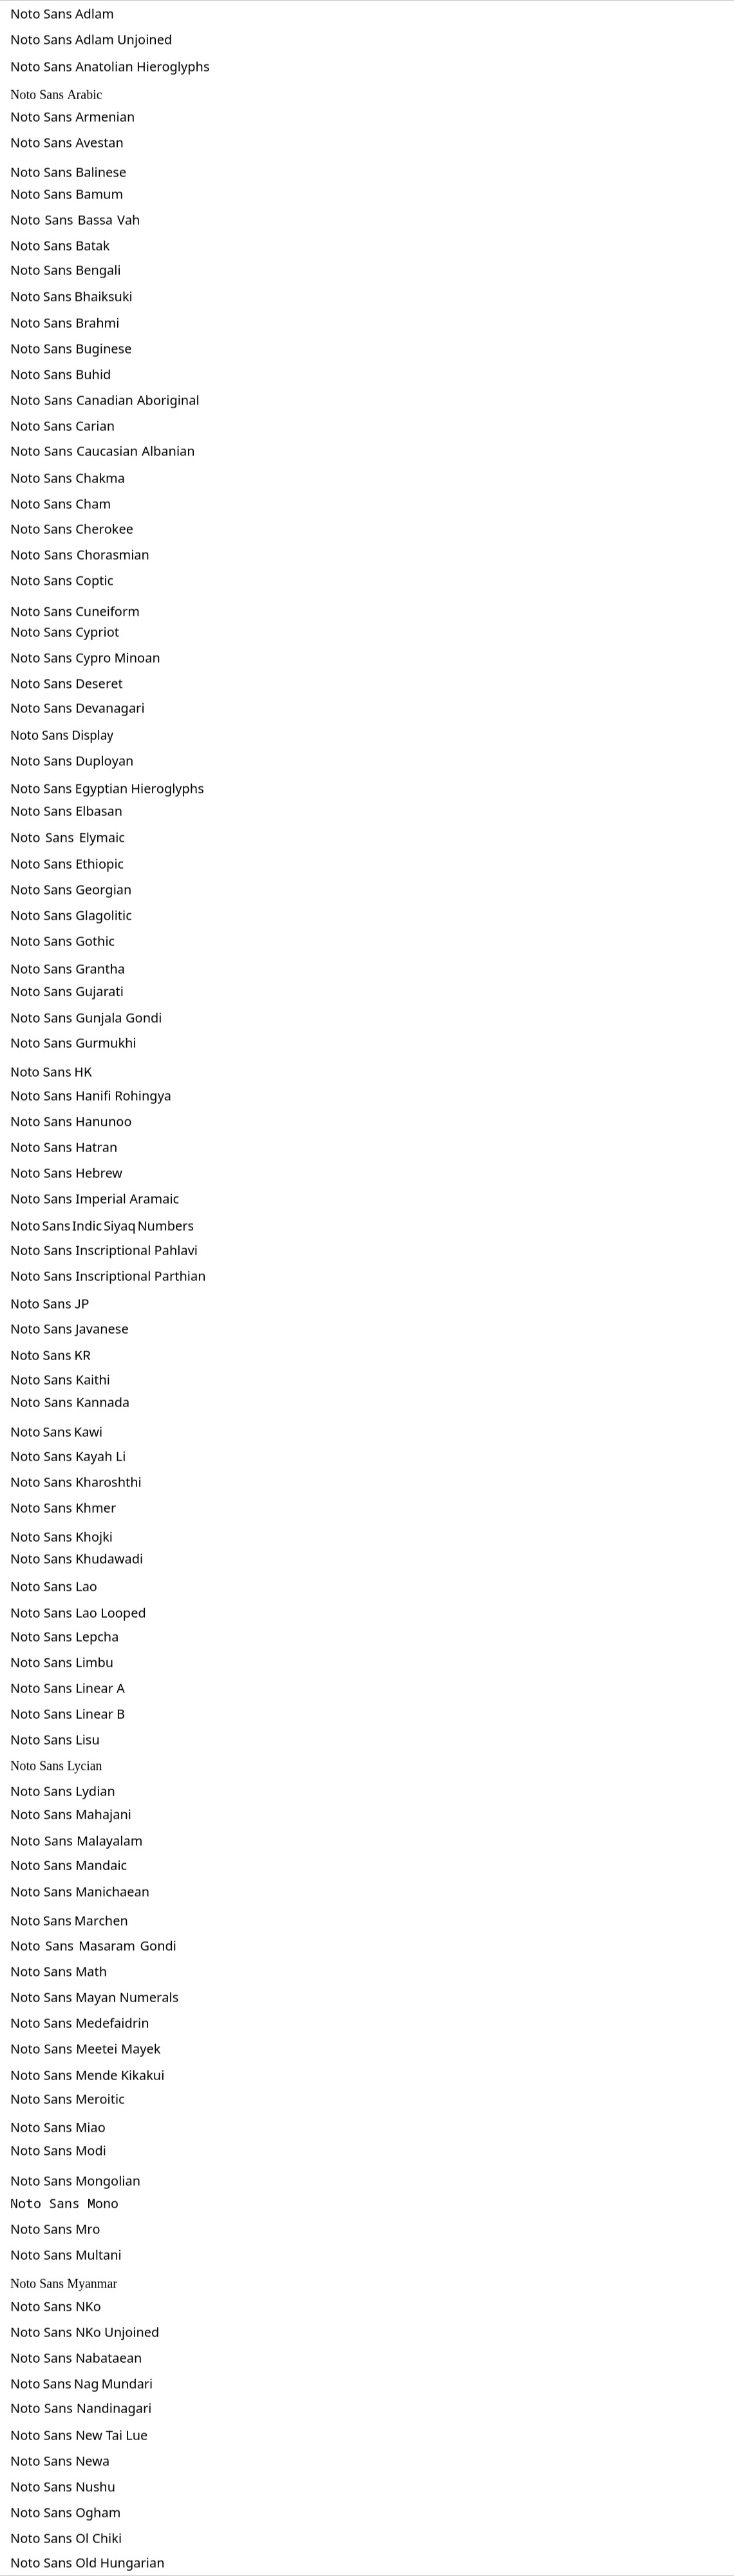 Noto Sans Adlam
Noto Sans Adlam Unjoined
Noto Sans Anatolian Hieroglyphs
Noto Sans Arabic
Noto Sans Armenian
Noto Sans Avestan
Noto Sans Balinese
Noto Sans Bamum
Noto Sans Bassa Vah
Noto Sans Batak
Noto Sans Bengali
Noto Sans Bhaiksuki
Noto Sans Brahmi
Noto Sans Buginese
Noto Sans Buhid
Noto Sans Canadian Aboriginal
Noto Sans Carian
Noto Sans Caucasian Albanian
Noto Sans Chakma
Noto Sans Cham
Noto Sans Cherokee
Noto Sans Chorasmian
Noto Sans Coptic
Noto Sans Cuneiform
Noto Sans Cypriot
Noto Sans Cypro Minoan
Noto Sans Deseret
Noto Sans Devanagari
Noto Sans Display
Noto Sans Duployan
Noto Sans Egyptian Hieroglyphs
Noto Sans Elbasan
Noto Sans Elymaic
Noto Sans Ethiopic
Noto Sans Georgian
Noto Sans Glagolitic
Noto Sans Gothic
Noto Sans Grantha
Noto Sans Gujarati
Noto Sans Gunjala Gondi
Noto Sans Gurmukhi
Noto Sans HK
Noto Sans Hanifi Rohingya
Noto Sans Hanunoo
Noto Sans Hatran
Noto Sans Hebrew
Noto Sans Imperial Aramaic
Noto Sans Indic Siyaq Numbers
Noto Sans Inscriptional Pahlavi
Noto Sans Inscriptional Parthian
Noto Sans JP
Noto Sans Javanese
Noto Sans KR
Noto Sans Kaithi
Noto Sans Kannada
Noto Sans Kawi
Noto Sans Kayah Li
Noto Sans Kharoshthi
Noto Sans Khmer
Noto Sans Khojki
Noto Sans Khudawadi
Noto Sans Lao
Noto Sans Lao Looped
Noto Sans Lepcha
Noto Sans Limbu
Noto Sans Linear A
Noto Sans Linear B
Noto Sans Lisu
Noto Sans Lycian
Noto Sans Lydian
Noto Sans Mahajani
Noto Sans Malayalam
Noto Sans Mandaic
Noto Sans Manichaean
Noto Sans Marchen
Noto Sans Masaram Gondi
Noto Sans Math
Noto Sans Mayan Numerals
Noto Sans Medefaidrin
Noto Sans Meetei Mayek
Noto Sans Mende Kikakui
Noto Sans Meroitic
Noto Sans Miao
Noto Sans Modi
Noto Sans Mongolian
Noto Sans Mono
Noto Sans Mro
Noto Sans Multani
Noto Sans Myanmar
Noto Sans NKo
Noto Sans NKo Unjoined
Noto Sans Nabataean
Noto Sans Nag Mundari
Noto Sans Nandinagari
Noto Sans New Tai Lue
Noto Sans Newa
Noto Sans Nushu
Noto Sans Ogham
Noto Sans Ol Chiki
Noto Sans Old Hungarian